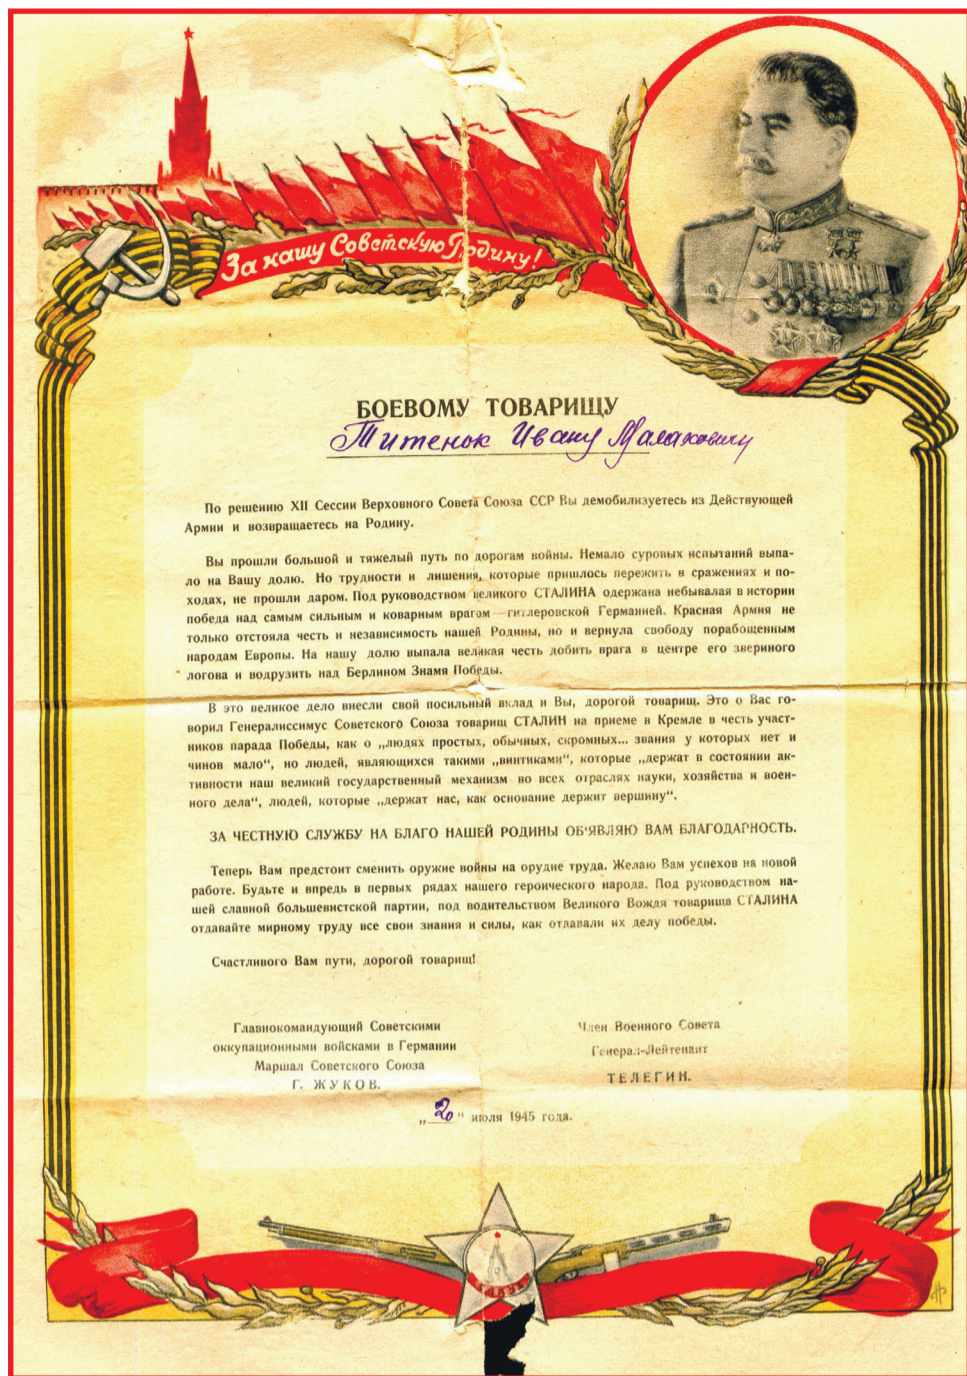 За нашу Советскую Родину!
БОЕВОМУ ТОВАРИЩУ
Титенок Ивану Малаховичу
По решению XII Сессии Верховного Совета Союза ССР Вы демобилизуетесь из Действующей
Армии и возвращаетесь на Родину.
Вы прошли большой и тяжелый путь по дорогам войны. Немало суровых испытаний выпа-
ло на Вашу долю. Но трудности и лишения, которые пришлось пережить в сражениях и по-
ходах, не прошли даром. Под руководством великого СТАЛИНА одержана небывалая в истории
победа над самым сильным и коварным врагом—гитлеровской Германией. Красная Армия не
только отстояла честь и независимость нашей Родины, но и вернула свободу порабощенным
народам Европы. На нашу долю выпала великая честь добить врага в центре его звериного
логова и водрузить над Берлином Знамя Победы.
В это великое дело внесли свой посильный вклад и Вы, дорогой товарищ. Это о Вас го-
ворил Генералиссимус Советского Союза товарищ СТАЛИН на приеме в Кремле в честь участ-
ников парада Победы, как о „людях простых, обычных, скромных... звания у которых нет и
чинов мало“, но людей, являющихся такими „винтиками“, которые „держат в состоянии ак-
тивности наш великий государственный механизм во всех отраслях науки, хозяйства и воен-
ного дела“, людей, которые „держат нас, как основание держит вершину“.
ЗА ЧЕСТНУЮ СЛУЖБУ НА БЛАГО НАШЕЙ РОДИНЫ ОБ'ЯВЛЯЮ ВАМ БЛАГОДАРНОСТЬ.
Теперь Вам предстоит сменить оружие войны на орудие труда. Желаю Вам успехов на новой
работе. Будьте и впредь в первых рядах нашего героического народа. Под руководством на-
шей славной большевистской партии, под водительством Великого Вождя товарища СТАЛИНА
отдавайте мирному труду все свои знания и силы, как отдавали их делу победы.
Счастливого Вам пути, дорогой товарищ!
Главнокомандующий Советскими
оккупационными войсками в Германии
Маршал Советского Союза
Г. ЖУКОВ.
Член Военного Совета
Генерал-Лейтенант
ТЕЛЕГИН.
„20“ июля 1945 года.